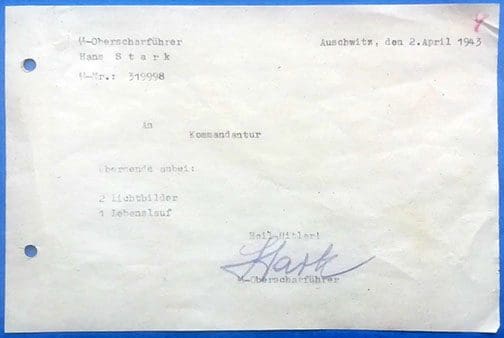 ᛋᛋ-Oberscharführer
Auschwitz, den 2.April 1943
Hans S t a r k
ᛋᛋ-Nr.: 319998
An
Kommandantur
übersende anbei:
2 Lichtbilder
1 Lebenslauf
Heil Hitler!
Stark
ᛋᛋ-Oberscharführer